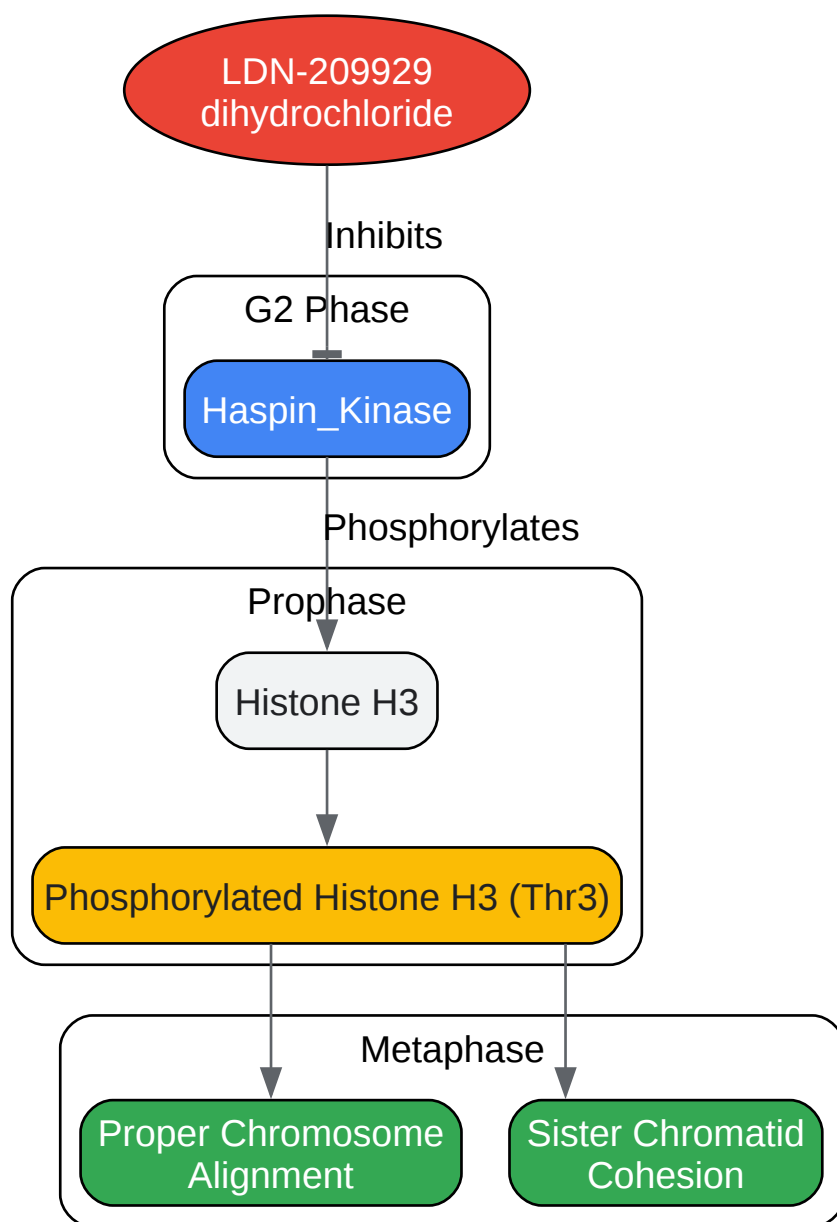 LDN-209929
dihydrochloride
Inhibits
G2 Phase
Haspin_Kinase
Phosphorylates
Prophase
Histone H3
Phosphorylated Histone H3 (Thr3)
Metaphase
Proper Chromosome
Alignment
Sister Chromatid
Cohesion